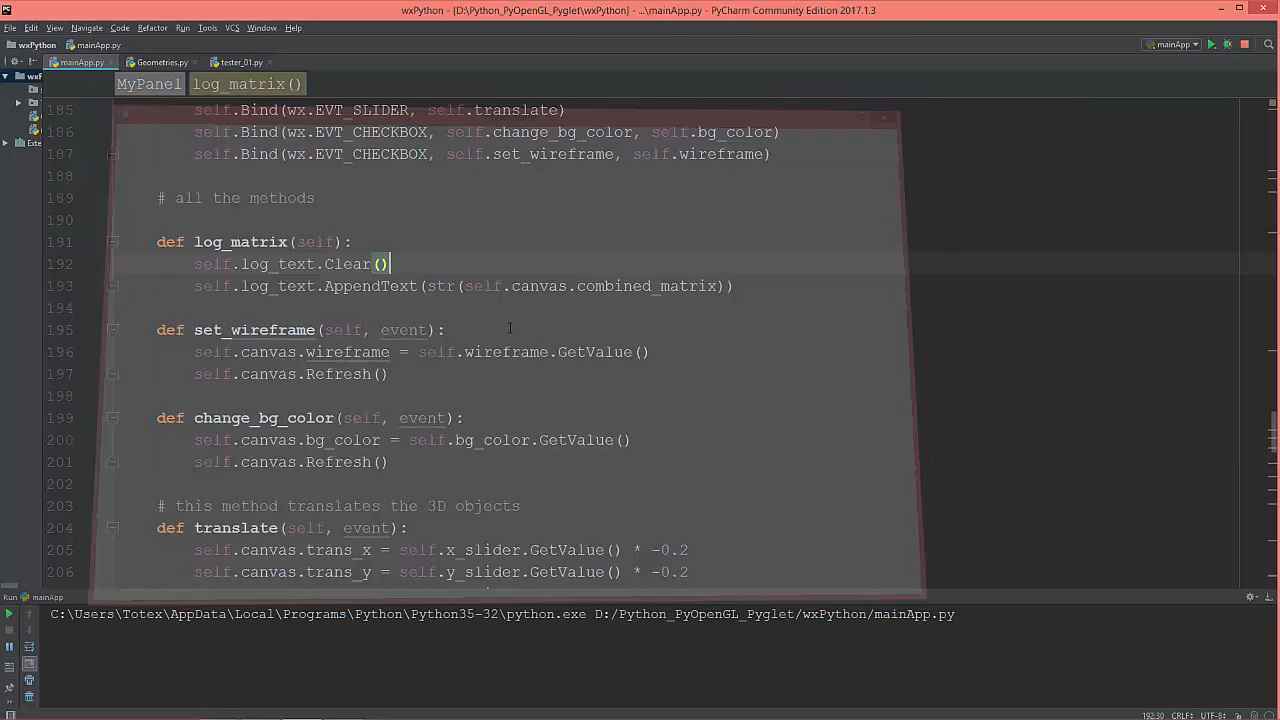 wxPython - [D:\Python_PyOpenGL_Pyglet\wxPython] - ...\mainApp.py - PyCharm Community Edition 2017.1.3
File Edit View Navigate Code Refactor Run Tools VCS Window Help
wxPython mainApp.py mainApp
mainApp.py Geometries.py tester_01.py
MyPanel log_matrix()
185 self.Bind(wx.EVT_SLIDER, self.translate)
186 self.Bind(wx.EVT_CHECKBOX, self.change_bg_color, self.bg_color)
187 self.Bind(wx.EVT_CHECKBOX, self.set_wireframe, self.wireframe)
188
189 # all the methods
190
191 def log_matrix(self):
192 self.log_text.Clear()
193 self.log_text.AppendText(str(self.canvas.combined_matrix))
194
195 def set_wireframe(self, event):
196 self.canvas.wireframe = self.wireframe.GetValue()
197 self.canvas.Refresh()
198
199 def change_bg_color(self, event):
200 self.canvas.bg_color = self.bg_color.GetValue()
201 self.canvas.Refresh()
202
203 # this method translates the 3D objects
204 def translate(self, event):
205 self.canvas.trans_x = self.x_slider.GetValue() * -0.2
206 self.canvas.trans_y = self.y_slider.GetValue() * -0.2
Run mainApp
C:\Users\Totex\AppData\Local\Programs\Python\Python35-32\python.exe D:/Python_PyOpenGL_Pyglet/wxPython/mainApp.py
192:30 CRLF÷ UTF-8÷